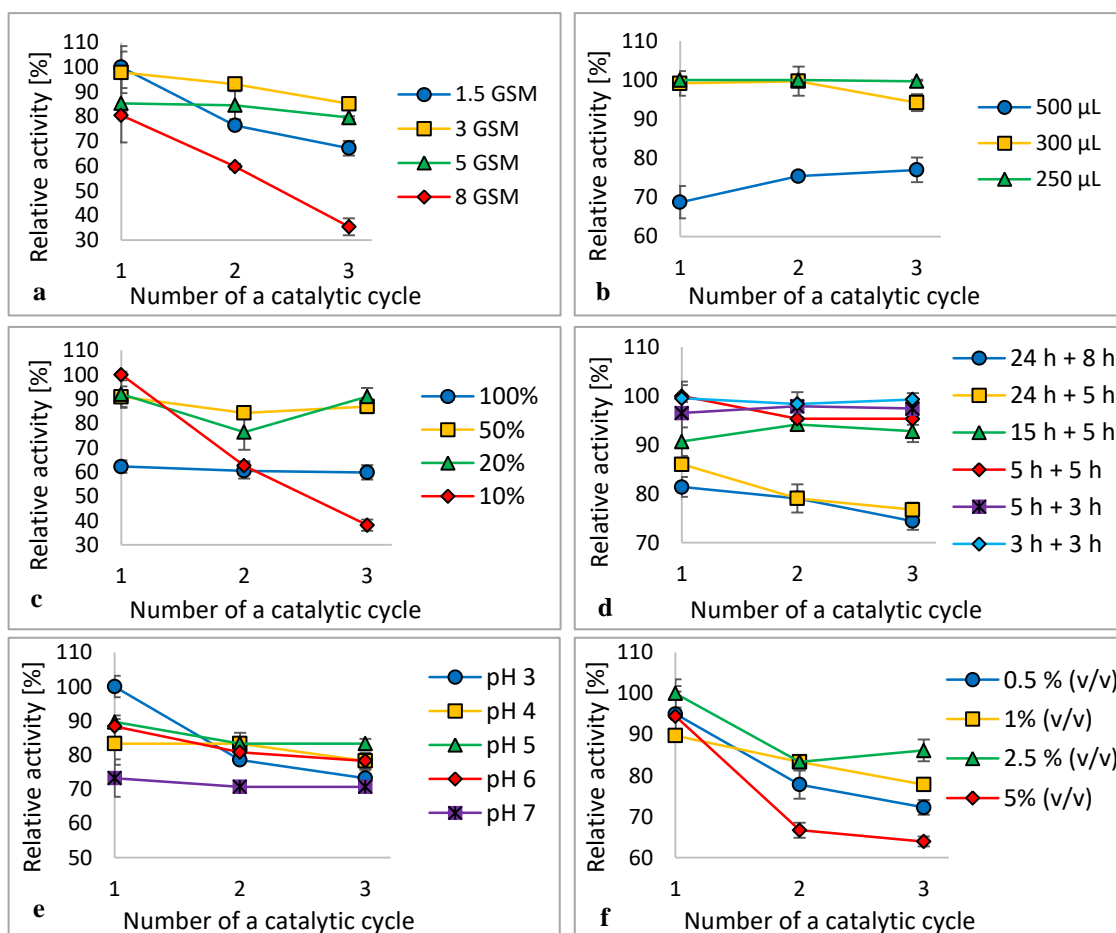 Relative activity [%]
110
100
90
80
70
60
50
40
30
1 2 3
Number of a catalytic cycle
1.5 GSM
3 GSM
5 GSM
8 GSM
a
Relative activity [%]
110
100
90
80
70
60
1 2 3
Number of a catalytic cycle
500 µL
300 µL
250 µL
b
Relative activity [%]
110
100
90
80
70
60
50
40
30
1 2 3
Number of a catalytic cycle
100%
50%
20%
10%
c
Relative activity [%]
110
100
90
80
70
1 2 3
Number of a catalytic cycle
24 h + 8 h
24 h + 5 h
15 h + 5 h
5 h + 5 h
5 h + 3 h
3 h + 3 h
d
Relative activity [%]
110
100
90
80
70
60
50
1 2 3
Number of a catalytic cycle
pH 3
pH 4
pH 5
pH 6
pH 7
e
Relative activity [%]
110
100
90
80
70
60
1 2 3
Number of a catalytic cycle
0.5 % (v/v)
1% (v/v)
2.5 % (v/v)
5% (v/v)
f